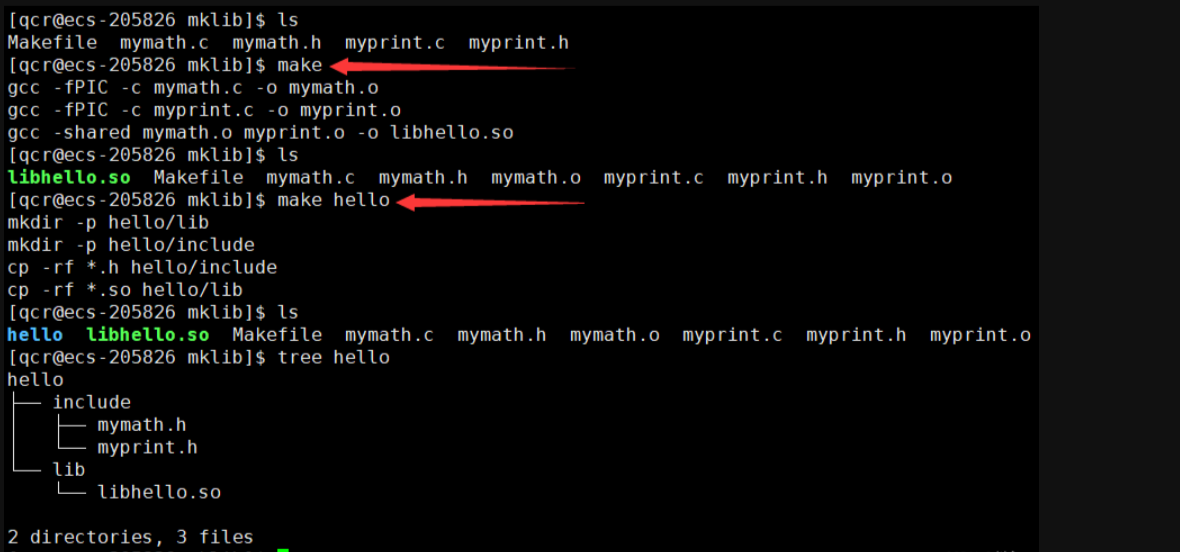 [qcr@ecs-205826 mklib]$ ls
Makefile  mymath.c  mymath.h  myprint.c  myprint.h
[qcr@ecs-205826 mklib]$ make
gcc -fPIC -c mymath.c -o mymath.o
gcc -fPIC -c myprint.c -o myprint.o
gcc -shared mymath.o myprint.o -o libhello.so
[qcr@ecs-205826 mklib]$ ls
libhello.so  Makefile  mymath.c  mymath.h  mymath.o  myprint.c  myprint.h  myprint.o
[qcr@ecs-205826 mklib]$ make hello
mkdir -p hello/lib
mkdir -p hello/include
cp -rf *.h hello/include
cp -rf *.so hello/lib
[qcr@ecs-205826 mklib]$ ls
hello  libhello.so  Makefile  mymath.c  mymath.h  mymath.o  myprint.c  myprint.h  myprint.o
[qcr@ecs-205826 mklib]$ tree hello
hello
├── include
│   ├── mymath.h
│   └── myprint.h
└── lib
    └── libhello.so

2 directories, 3 files